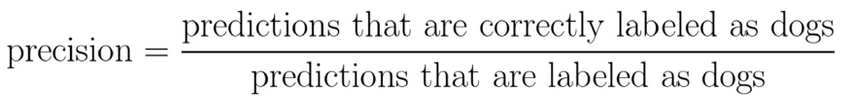 precision = predictions that are correctly labeled as dogs
predictions that are labeled as dogs